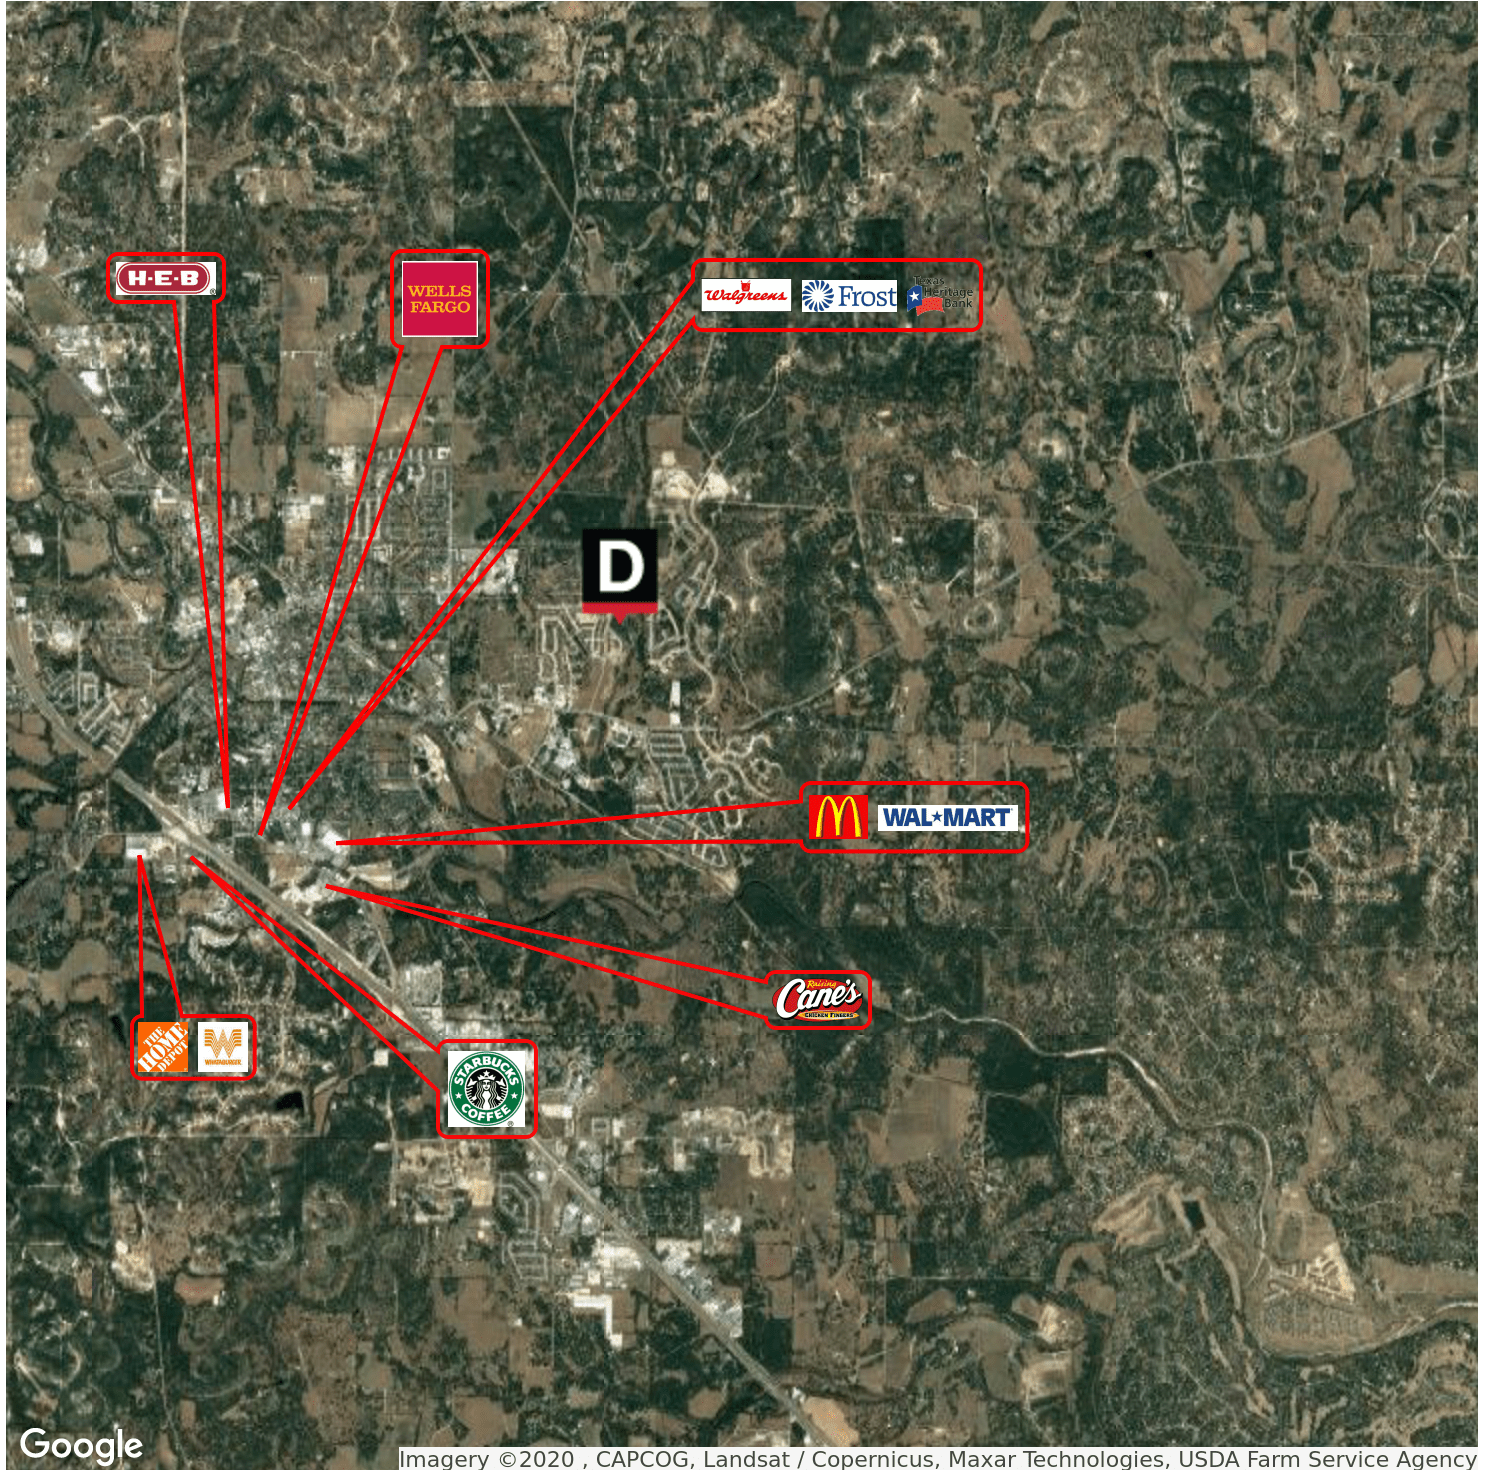 H-E-B
®
WELLS
FARGO
Walgreens
Frost
Texas
Heritage
Bank
D
M
WAL★MART
Raising
Cane's
CHICKEN FINGERS
THE
HOME
DEPOT
W
WHATABURGER
STARBUCKS
COFFEE
®
Google
Imagery ©2020 , CAPCOG, Landsat / Copernicus, Maxar Technologies, USDA Farm Service Agency